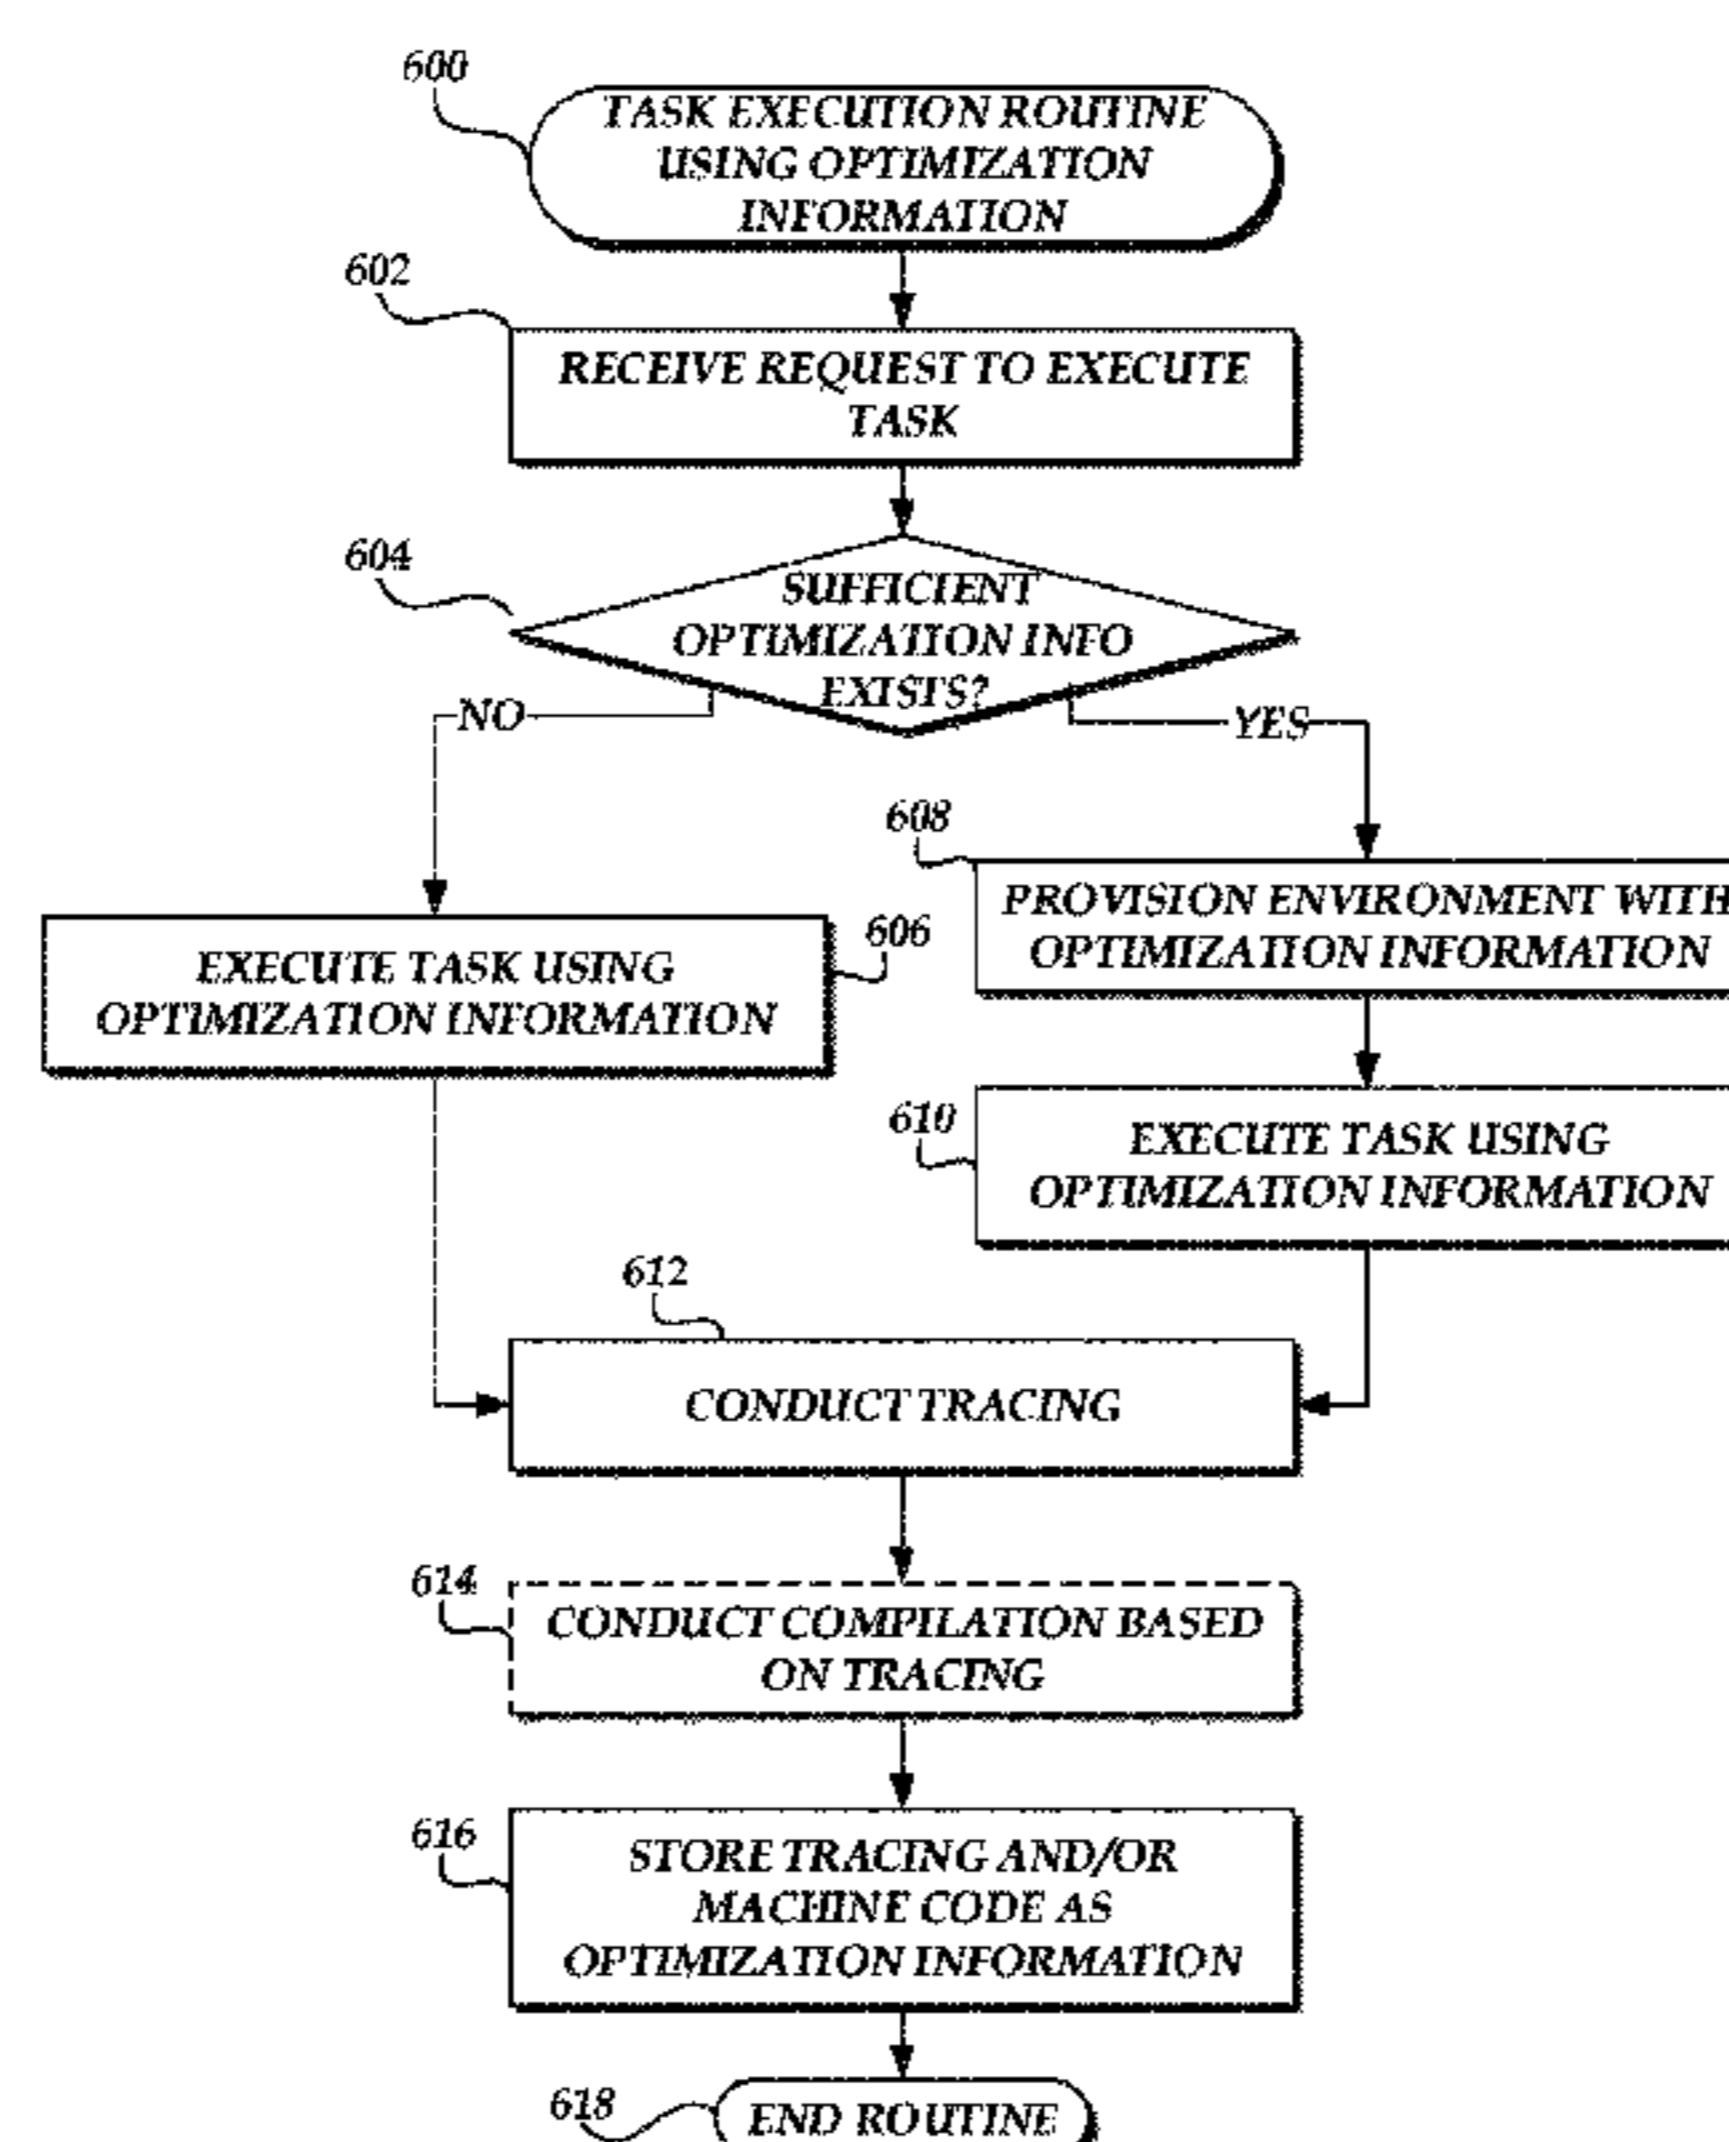 600
TASK EXECUTION ROUTINE
USING OPTIMIZATION
INFORMATION
602
RECEIVE REQUEST TO EXECUTE
TASK
604
SUFFICIENT
OPTIMIZATION INFO
EXISTS?
NO
YES
608
PROVISION ENVIRONMENT WITH
OPTIMIZATION INFORMATION
606
EXECUTE TASK USING
OPTIMIZATION INFORMATION
610
EXECUTE TASK USING
OPTIMIZATION INFORMATION
612
CONDUCT TRACING
614
CONDUCT COMPILATION BASED
ON TRACING
616
STORE TRACING AND/OR
MACHINE CODE AS
OPTIMIZATION INFORMATION
618
END ROUTINE